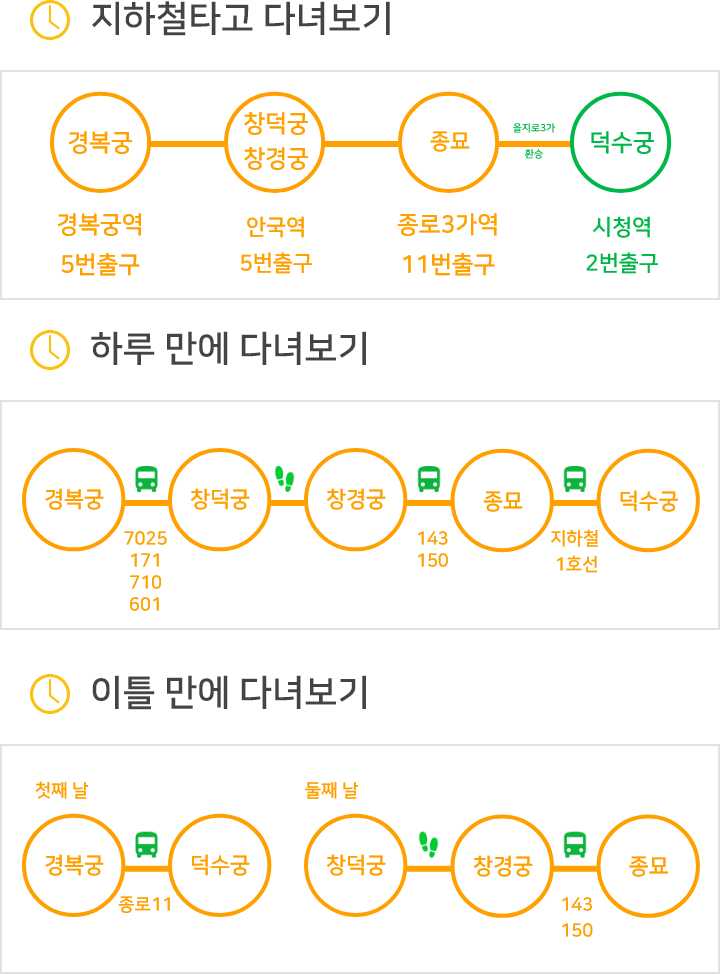 지하철타고 다녀보기
경복궁
창덕궁
창경궁
종묘
을지로3가
환승
덕수궁
경복궁역
5번출구
안국역
5번출구
종로3가역
11번출구
시청역
2번출구
하루 만에 다녀보기
경복궁
창덕궁
창경궁
종묘
덕수궁
7025
171
710
601
143
150
지하철
1호선
이틀 만에 다녀보기
첫째 날
경복궁
덕수궁
종로11
둘째 날
창덕궁
창경궁
종묘
143
150